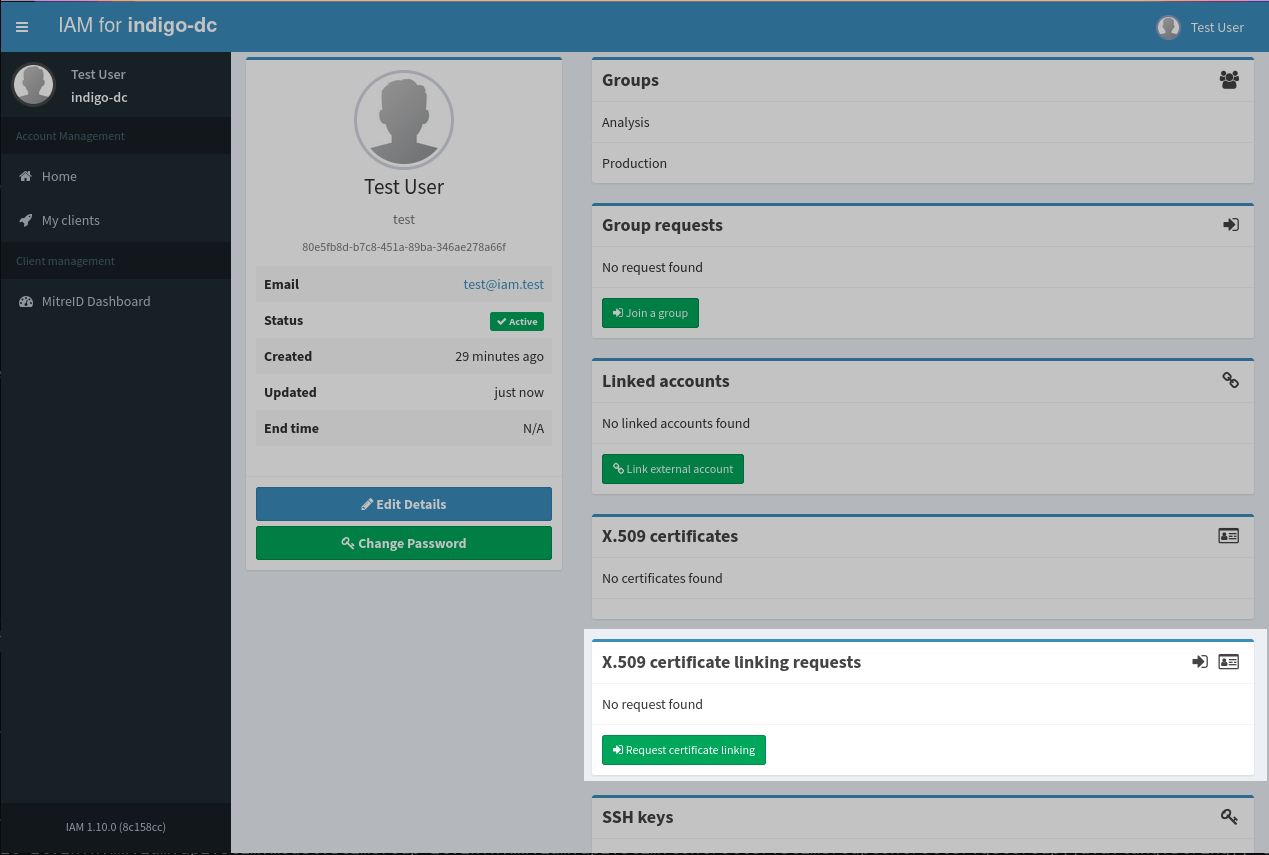 IAM for indigo-dc
Test User
Test User
indigo-dc
Account Management
Home
My clients
Client management
MitreID Dashboard
IAM 1.10.0 (8c158cc)
Test User
test
80e5fb8d-b7c8-451a-89ba-346ae278a66f
Email test@iam.test
Status Active
Created 29 minutes ago
Updated just now
End time N/A
Edit Details
Change Password
Groups
Analysis
Production
Group requests
No request found
Join a group
Linked accounts
No linked accounts found
Link external account
X.509 certificates
No certificates found
X.509 certificate linking requests
No request found
Request certificate linking
SSH keys